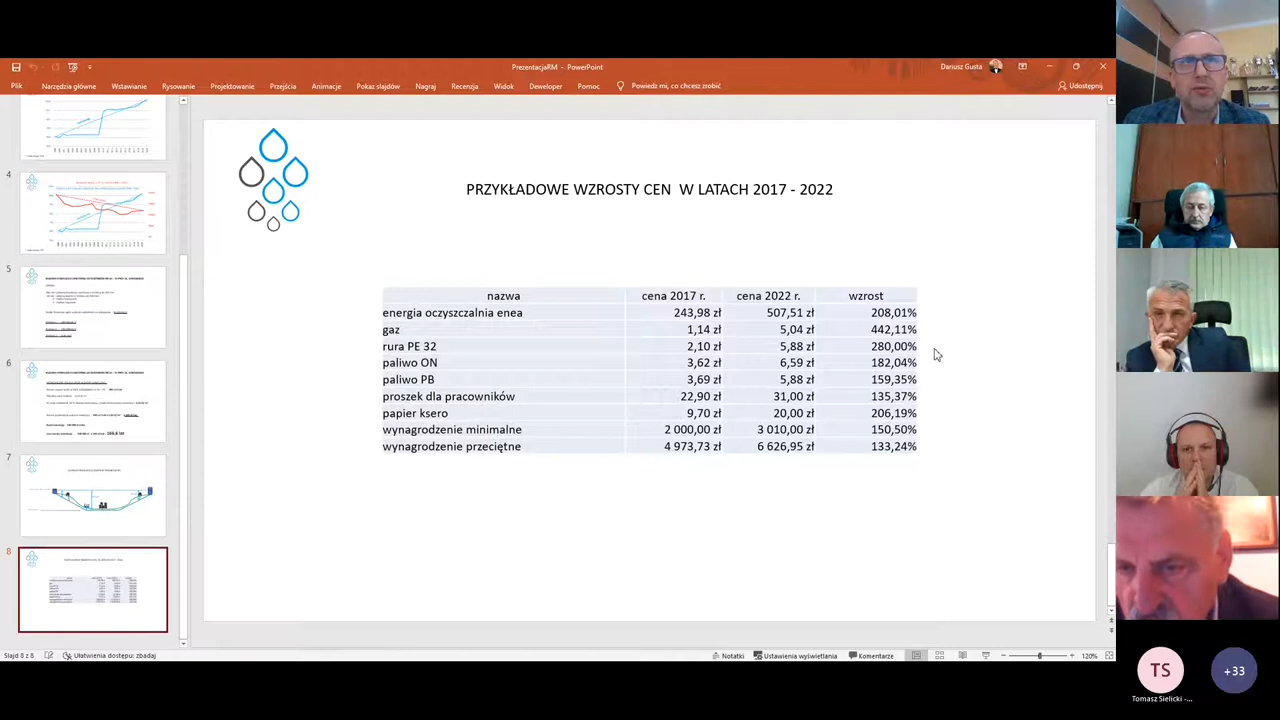 PrezentacjaRM - PowerPoint
Dariusz Gusta
Plik Narzędzia główne Wstawianie Rysowanie Projektowanie Przejścia Animacje Pokaz slajdów Nagraj Recenzja Widok Deweloper Pomoc Powiedz mi, co chcesz zrobić Udostępnij
4
5
6
7
8
PRZYKŁADOWE WZROSTY CEN W LATACH 2017 - 2022
nazwa cena 2017 r. cena 2022 r. wzrost
energia oczyszczalnia enea 243,98 zł 507,51 zł 208,01%
gaz 1,14 zł 5,04 zł 442,11%
rura PE 32 2,10 zł 5,88 zł 280,00%
paliwo ON 3,62 zł 6,59 zł 182,04%
paliwo PB 3,69 zł 5,88 zł 159,35%
proszek dla pracowników 22,90 zł 31,00 zł 135,37%
papier ksero 9,70 zł 20,00 zł 206,19%
wynagrodzenie minimalne 2 000,00 zł 3 010,00 zł 150,50%
wynagrodzenie przeciętne 4 973,73 zł 6 626,95 zł 133,24%
Slajd 8 z 8 Ułatwienia dostępu: zbadaj Notatki Ustawienia wyświetlania Komentarze 120%
TS
+33
Tomasz Sielicki -...